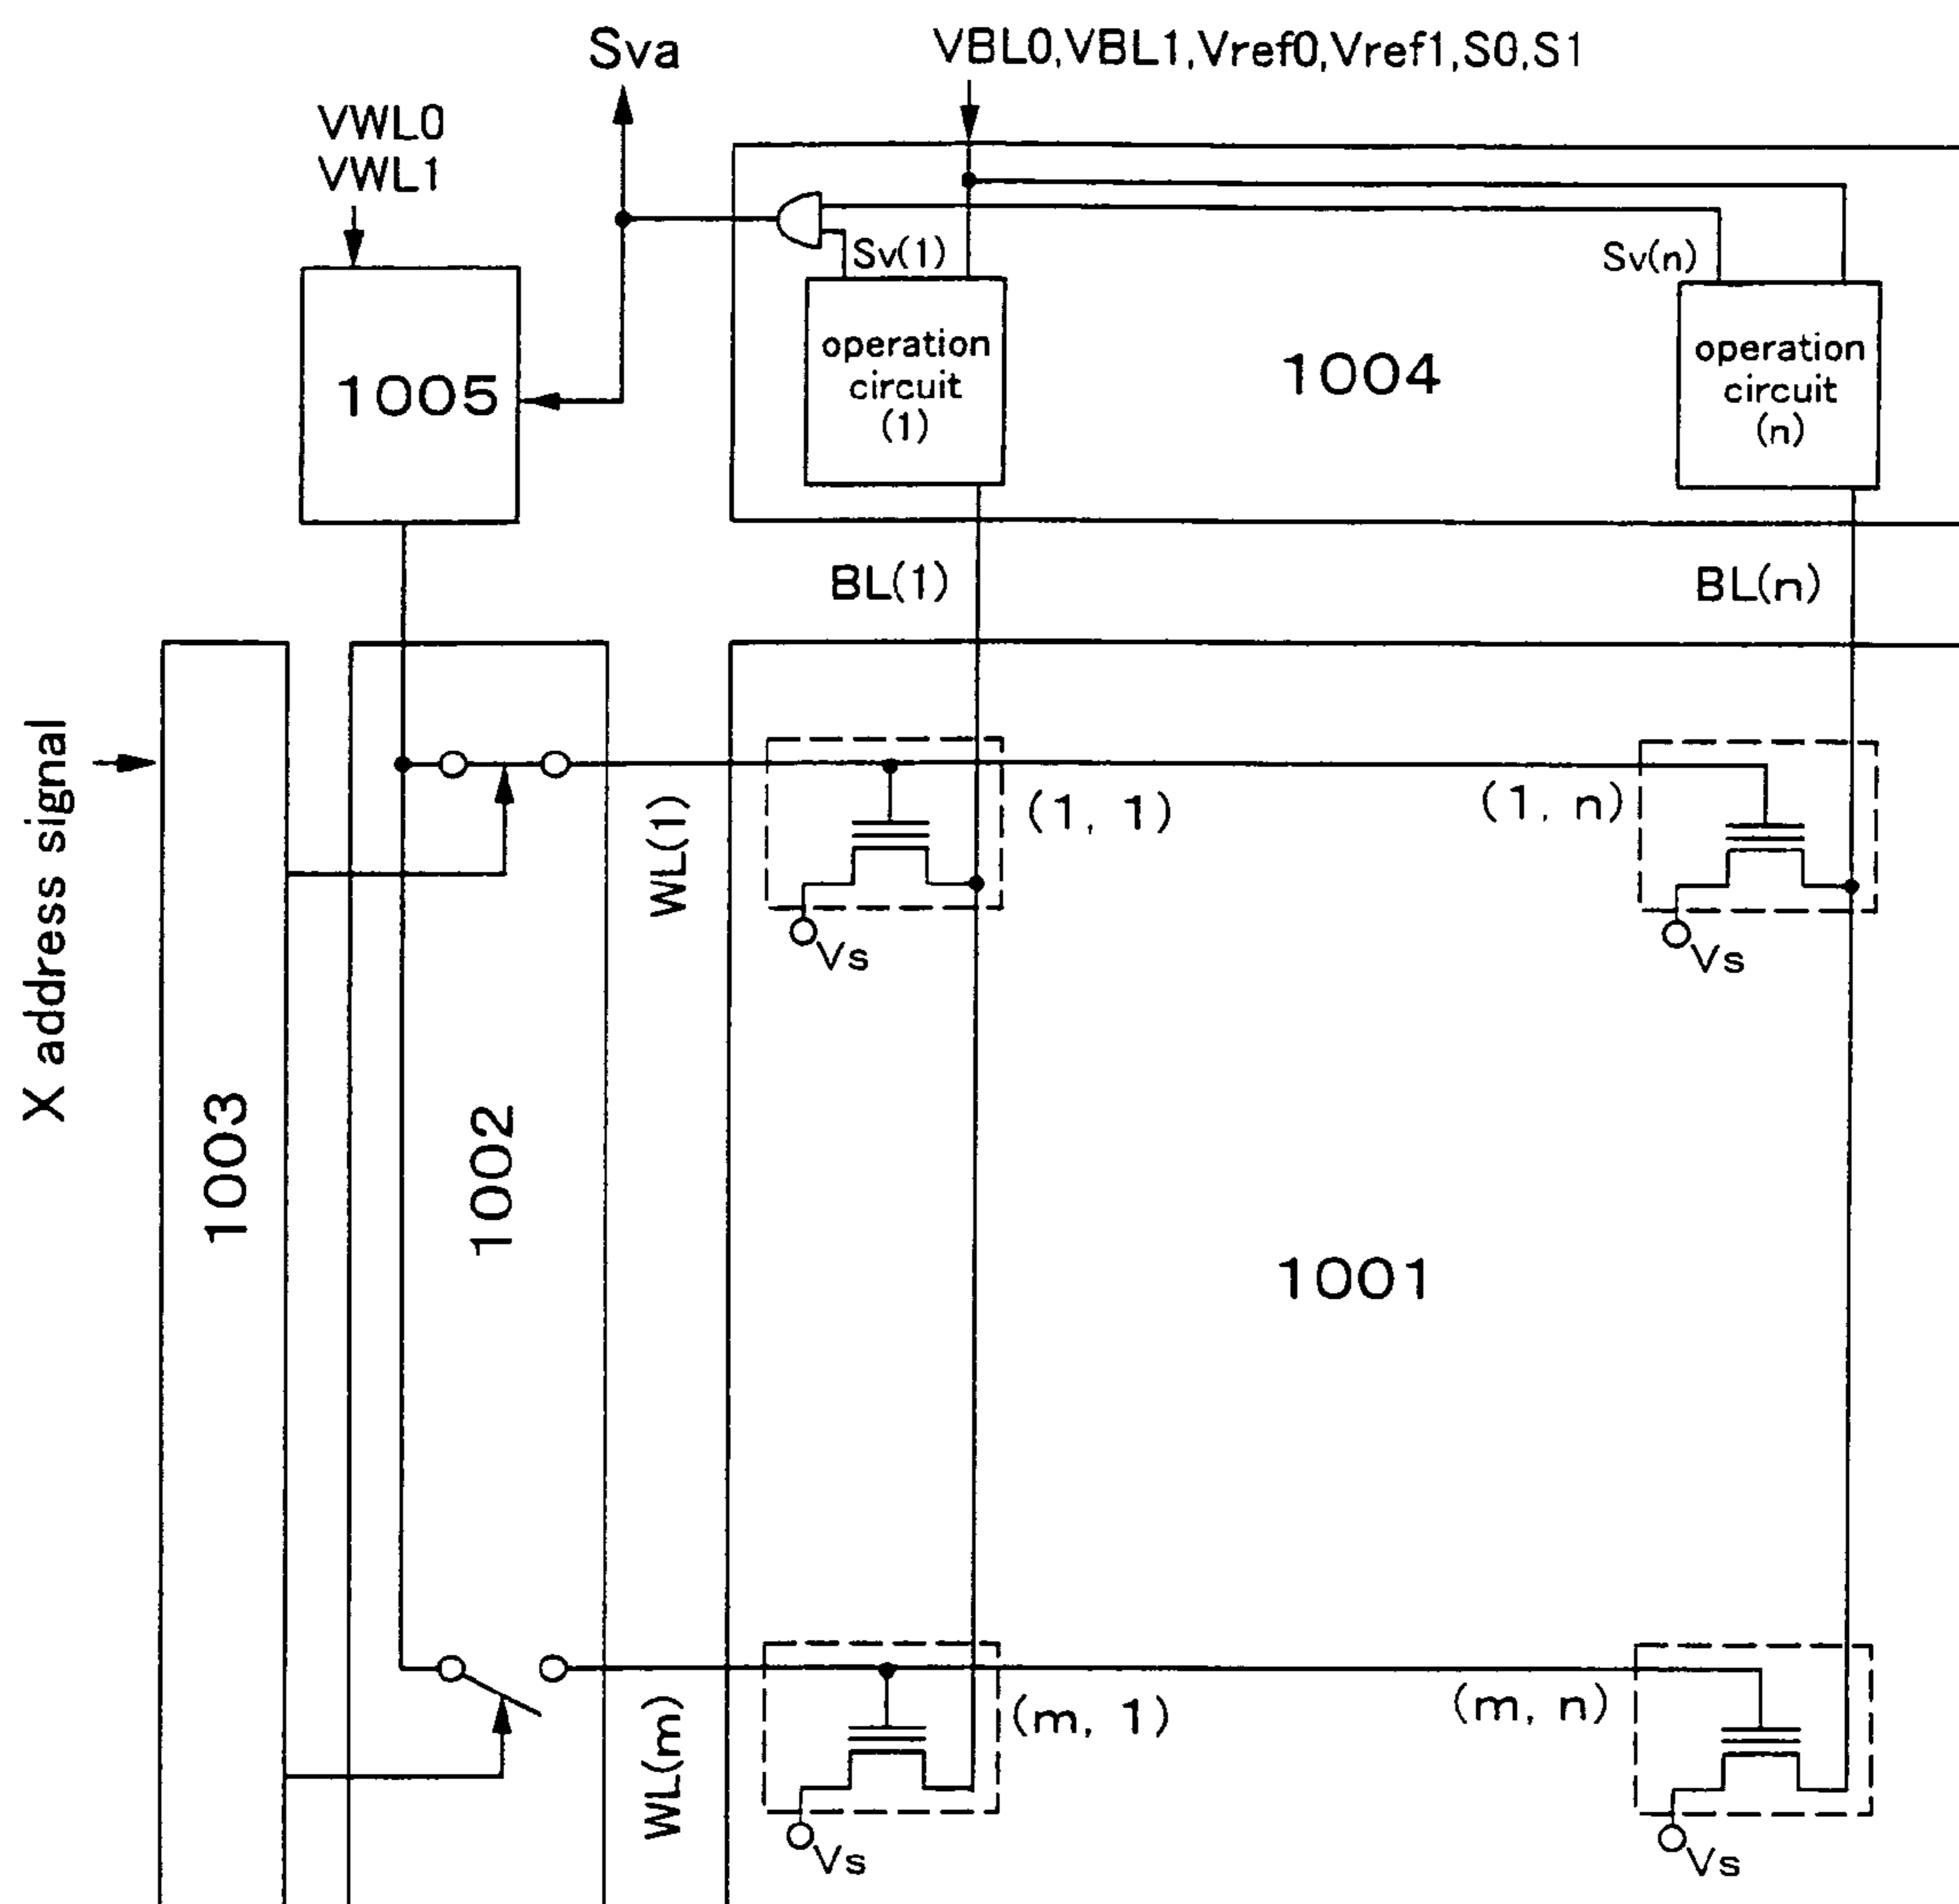 Sva
VBL0,VBL1,Vref0,Vref1,S0,S1
VWL0
VWL1
Sv(1)
Sv(n)
operation
circuit
(1)
1004
operation
circuit
(n)
1005
BL(1)
BL(n)
X address signal
1003
1002
WL(1)
(1, 1)
(1, n)
Vs
Vs
1001
WL(m)
(m, 1)
(m, n)
Vs
Vs